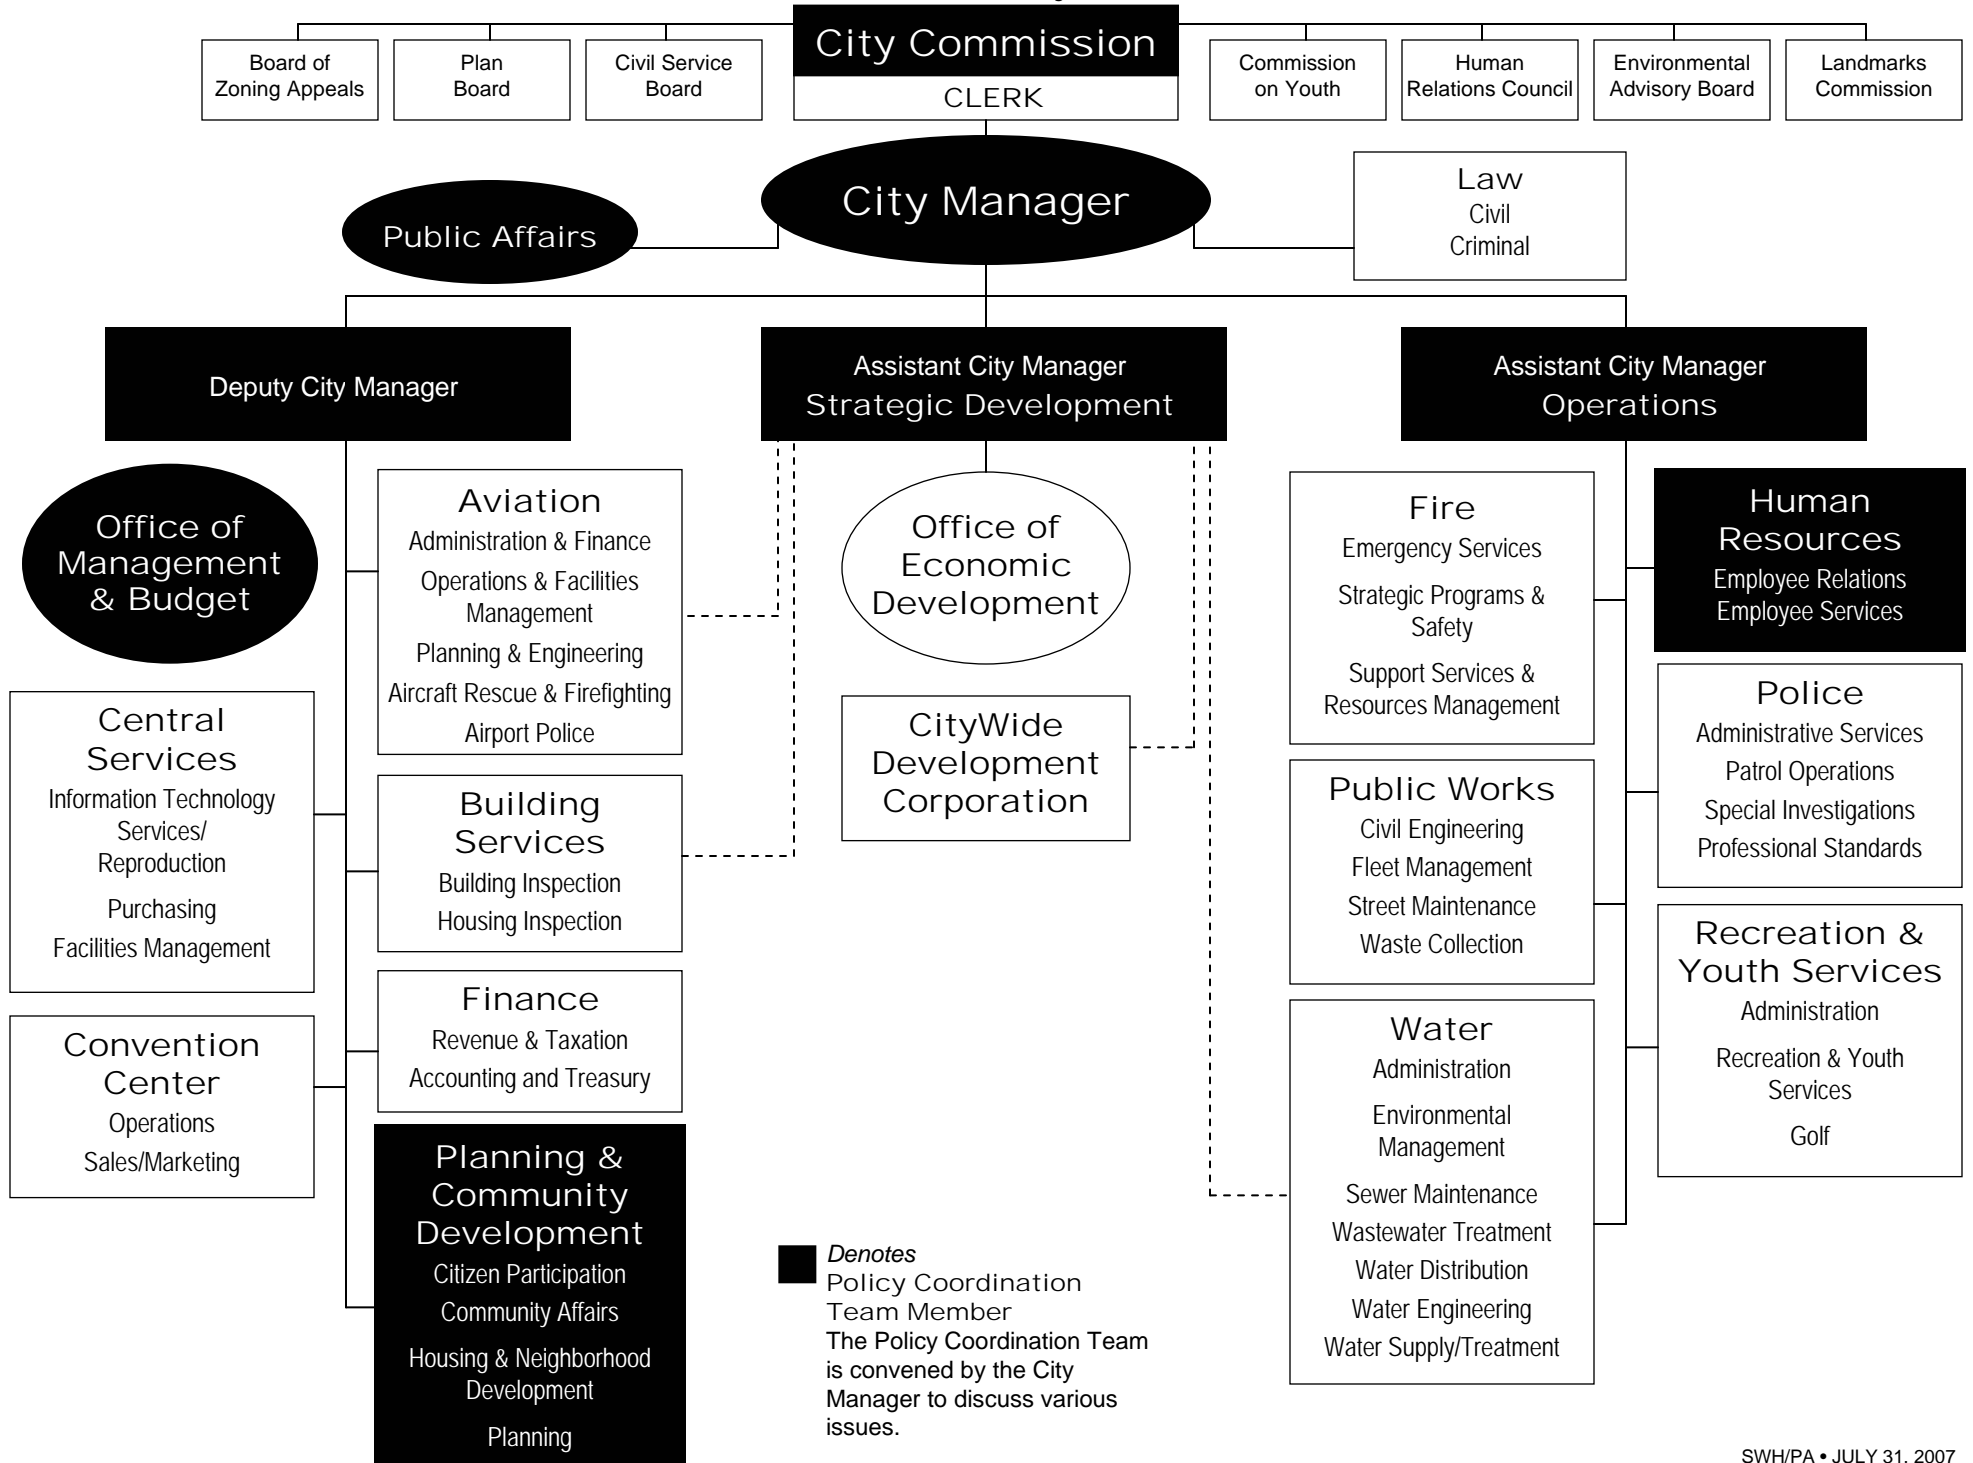 City Commission
CLERK
Board of
Zoning Appeals
Plan
Board
Civil Service
Board
Commission
on Youth
Human
Relations Council
Environmental
Advisory Board
Landmarks
Commission
City Manager
Public Affairs
Law
Civil
Criminal
Deputy City Manager
Assistant City Manager
Strategic Development
Assistant City Manager
Operations
Office of
Management
& Budget
Central
Services
Information Technology
Services/
Reproduction
Purchasing
Facilities Management
Convention
Center
Operations
Sales/Marketing
Aviation
Administration & Finance
Operations & Facilities
Management
Planning & Engineering
Aircraft Rescue & Firefighting
Airport Police
Building
Services
Building Inspection
Housing Inspection
Finance
Revenue & Taxation
Accounting and Treasury
Planning &
Community
Development
Citizen Participation
Community Affairs
Housing & Neighborhood
Development
Planning
Office of
Economic
Development
CityWide
Development
Corporation
Denotes
Policy Coordination
Team Member
The Policy Coordination Team
is convened by the City
Manager to discuss various
issues.
Fire
Emergency Services
Strategic Programs &
Safety
Support Services &
Resources Management
Public Works
Civil Engineering
Fleet Management
Street Maintenance
Waste Collection
Water
Administration
Environmental
Management
Sewer Maintenance
Wastewater Treatment
Water Distribution
Water Engineering
Water Supply/Treatment
Human
Resources
Employee Relations
Employee Services
Police
Administrative Services
Patrol Operations
Special Investigations
Professional Standards
Recreation &
Youth Services
Administration
Recreation & Youth
Services
Golf
SWH/PA • JULY 31, 2007